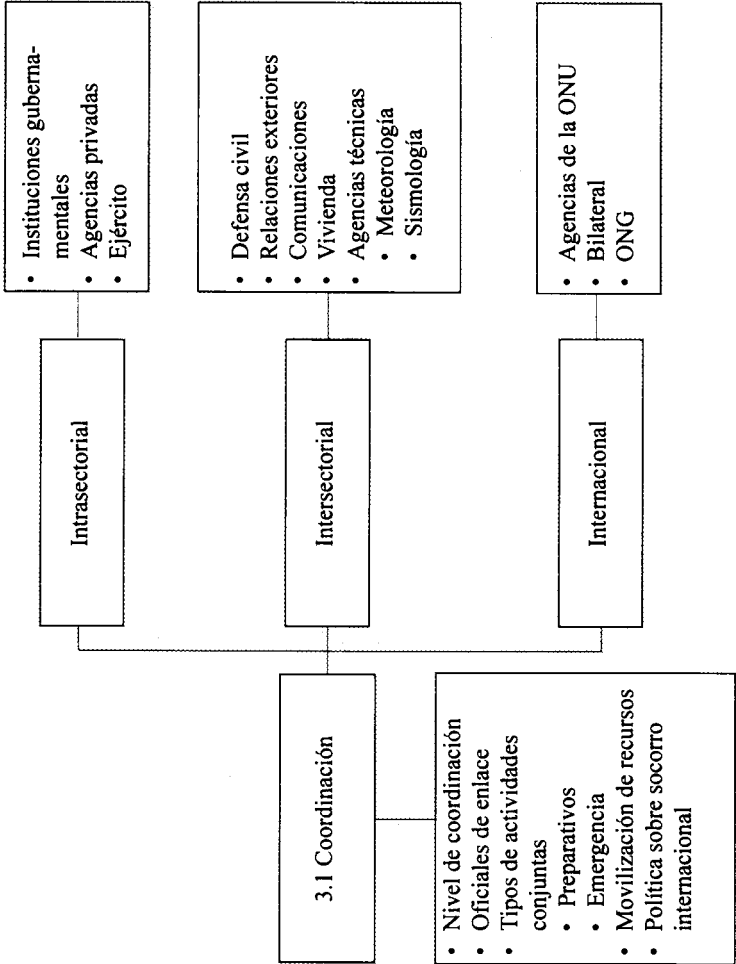 3.1 Coordinación
• Nivel de coordinación
• Oficiales de enlace
• Tipos de actividades
conjuntas
• Preparativos
• Emergencia
• Movilización de recursos
• Política sobre socorro
internacional
Intrasectorial
• Instituciones guberna-
mentales
• Agencias privadas
• Ejército
Intersectorial
• Defensa civil
• Relaciones exteriores
• Comunicaciones
• Vivienda
• Agencias técnicas
• Meteorología
• Sismología
Internacional
• Agencias de la ONU
• Bilateral
• ONG